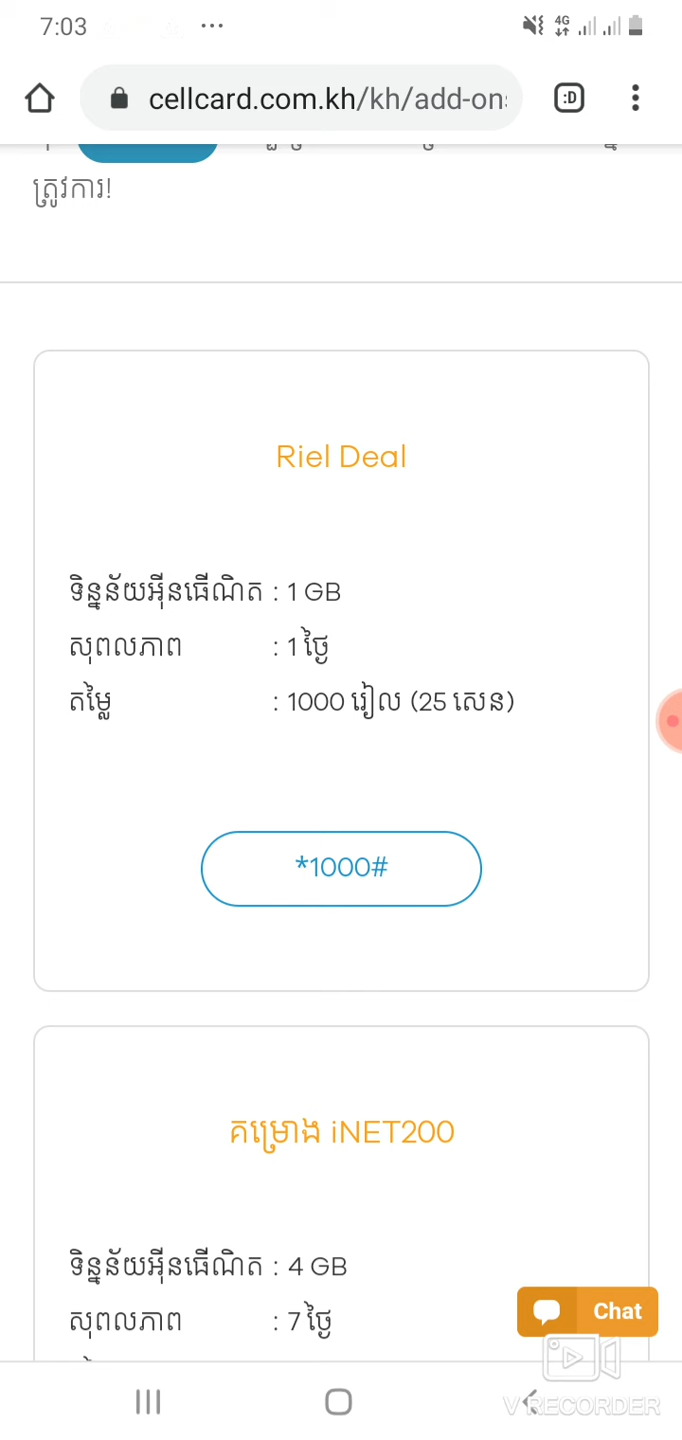 7:03
4G
cellcard.com.kh/kh/add-on
:D
ត្រូវការ!
Riel Deal
ទិន្នន័យអ៊ីនធើណិត : 1 GB
សុពលភាព : 1 ថ្ងៃ
តម្លៃ : 1000 រៀល (25 សេន)
*1000#
គម្រោង iNET200
ទិន្នន័យអ៊ីនធើណិត : 4 GB
សុពលភាព : 7 ថ្ងៃ
Chat
V RECORDER